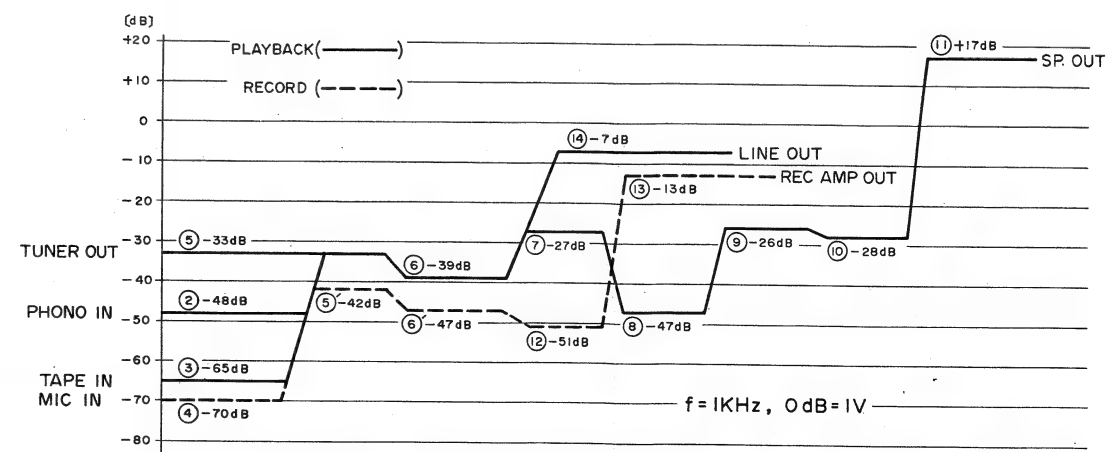 [dB]
+20
PLAYBACK(———)
⑪+17dB
SP. OUT
+10
RECORD (– – – –)
0
⑭-7dB
-10
LINE OUT
⑬-13dB
REC AMP OUT
-20
-30
TUNER OUT
⑤-33dB
⑥-39dB
⑦-27dB
⑨-26dB
⑩-28dB
-40
PHONO IN
②-48dB
⑤′-42dB
⑥′-47dB
⑧-47dB
-50
⑫-51dB
-60
TAPE IN
③-65dB
MIC IN
-70
④-70dB
f=1KHz, 0dB=1V
-80